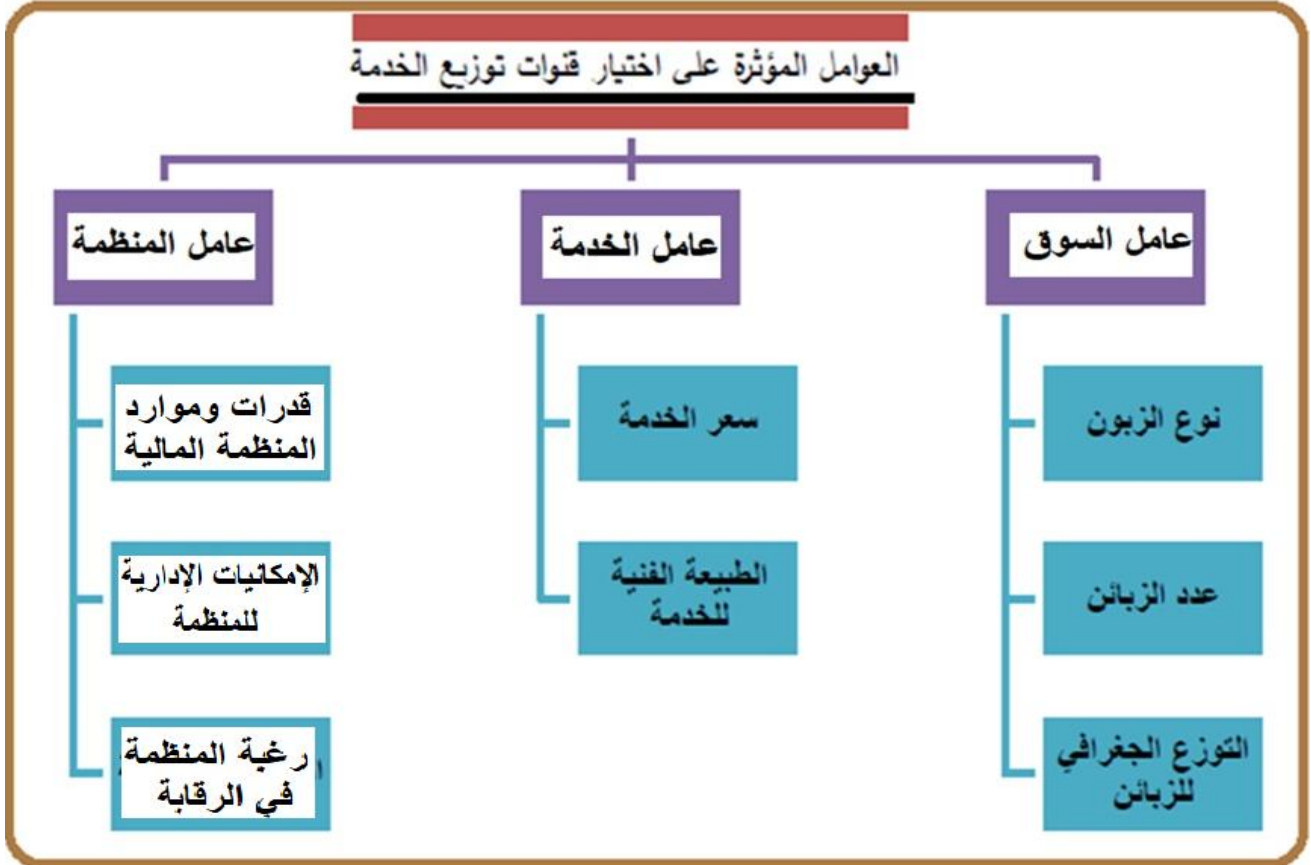 العوامل المؤثرة على اختيار قنوات توزيع الخدمة
عامل السوق
نوع الزبون
عدد الزبائن
التوزع الجغرافي
للزبائن
عامل الخدمة
سعر الخدمة
الطبيعة الفنية
للخدمة
عامل المنظمة
قدرات وموارد
المنظمة المالية
الإمكانيات الإدارية
للمنظمة
رغبة المنظمة
في الرقابة